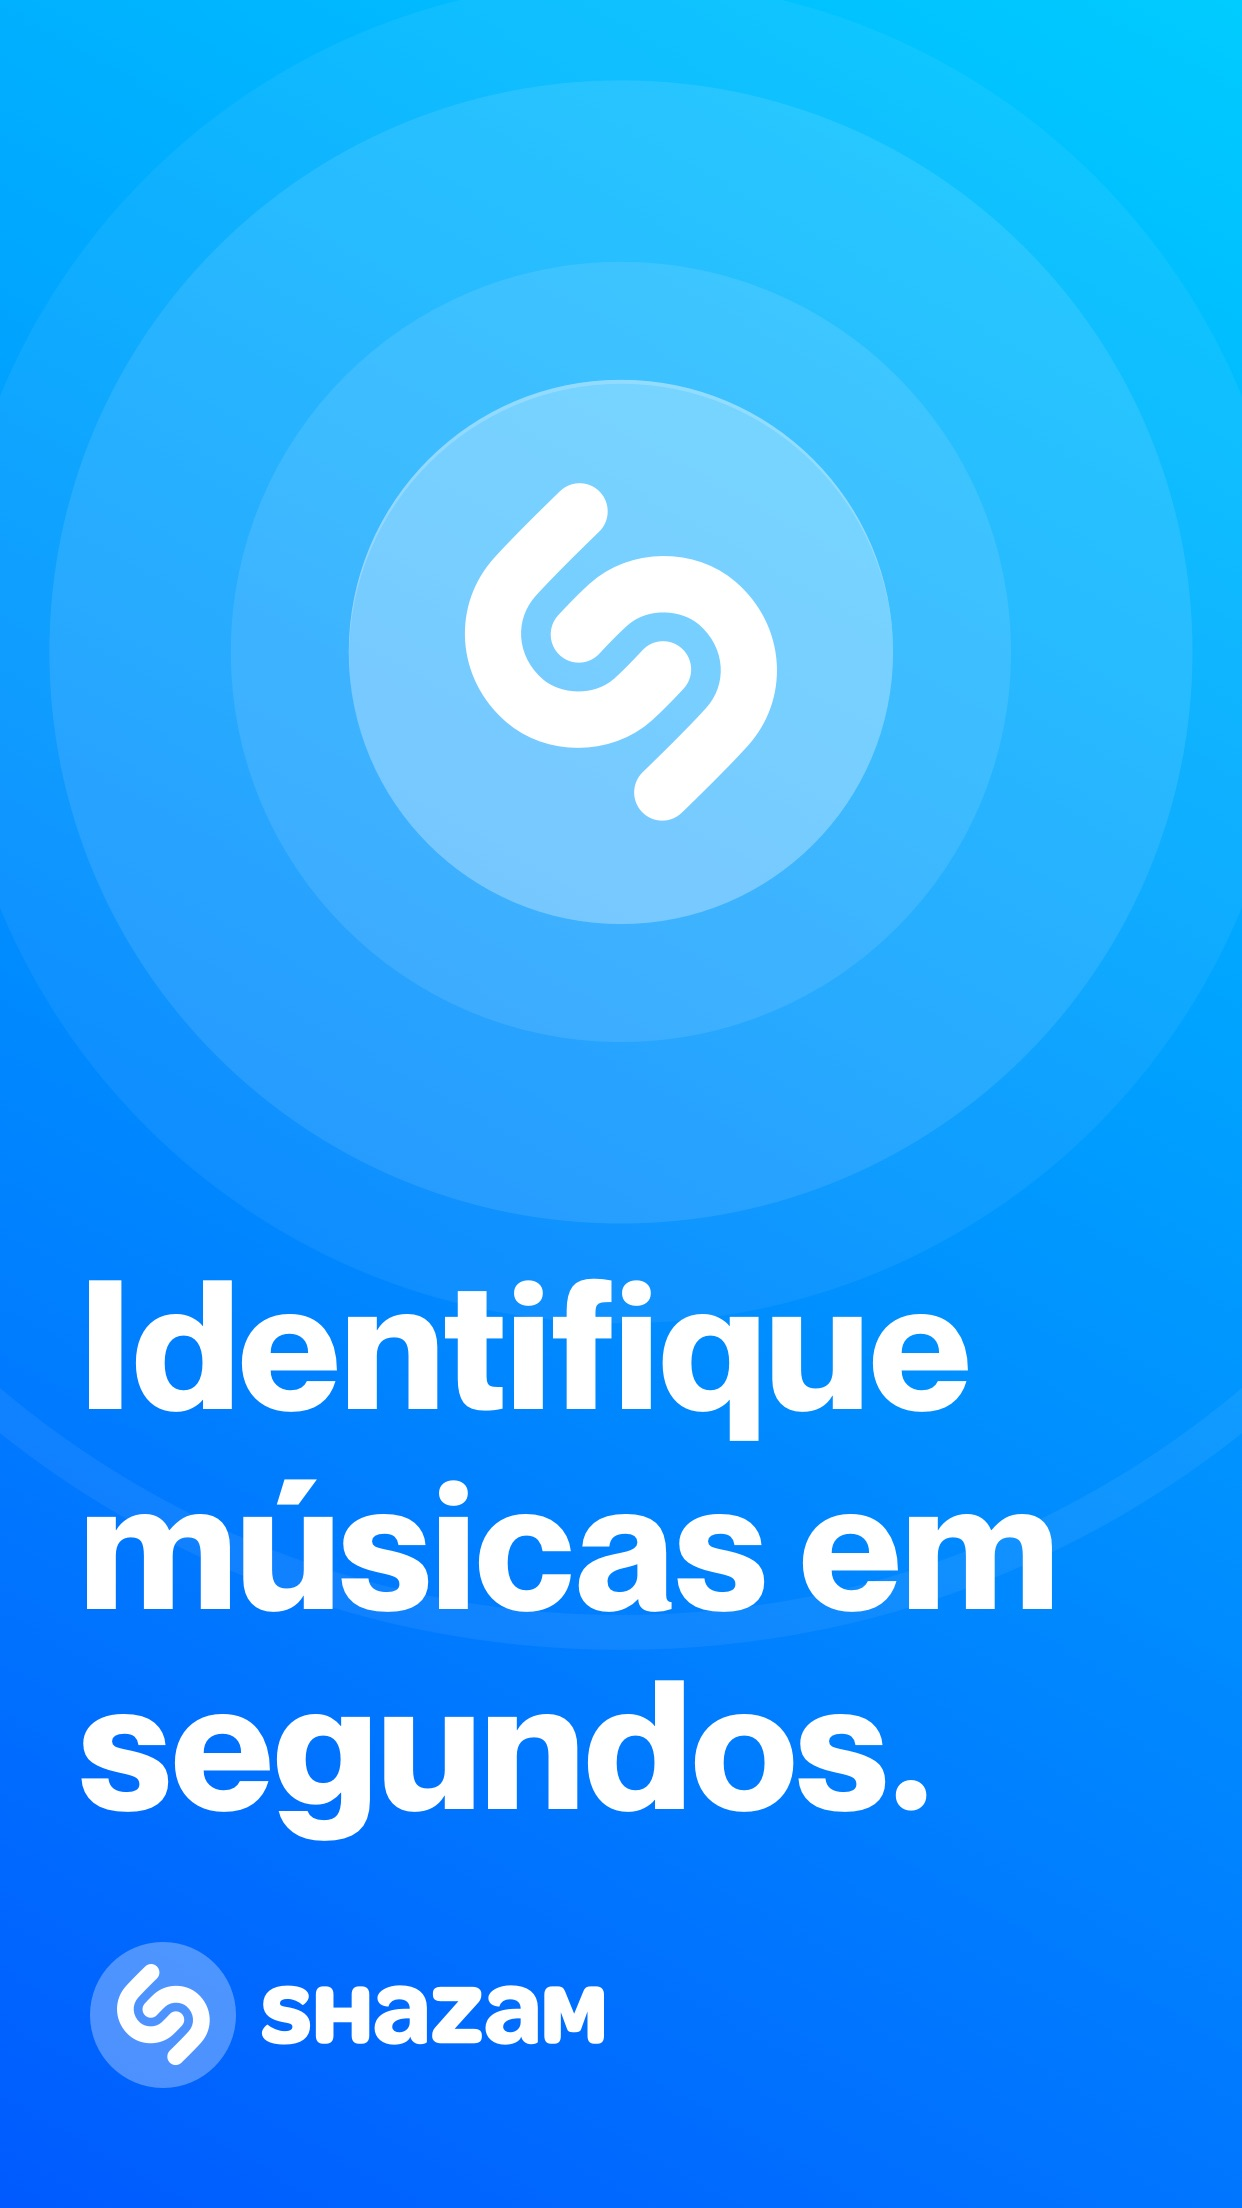 Identifique
músicas em
segundos.
SHAZAM